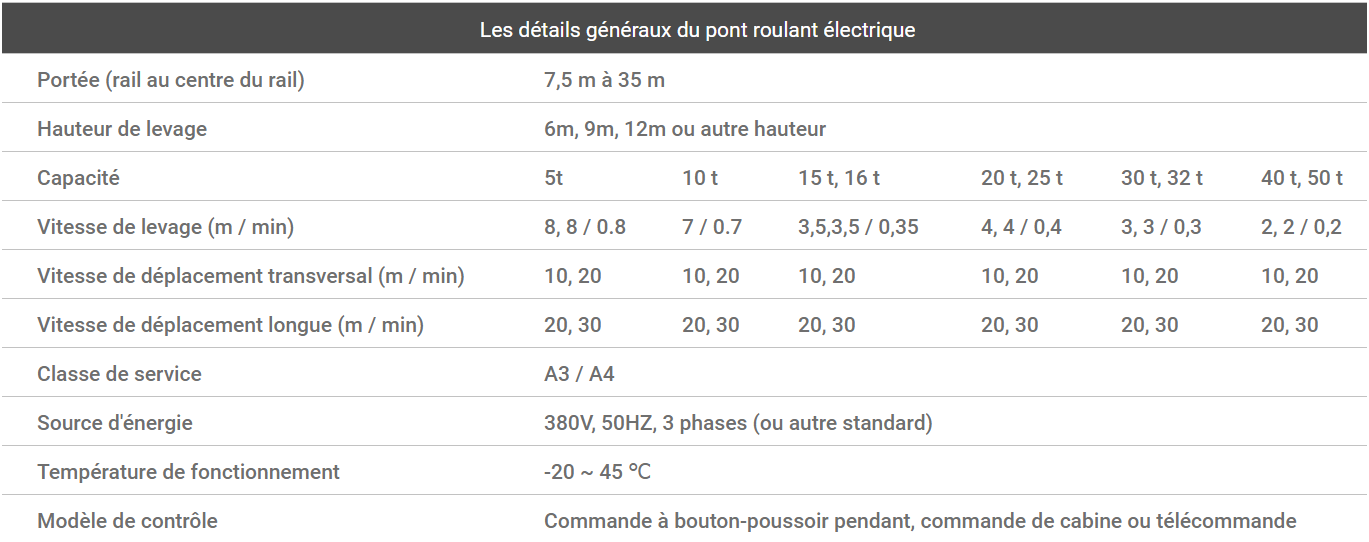 Les détails généraux du pont roulant électrique
Portée (rail au centre du rail) 7,5 m à 35 m
Hauteur de levage 6m, 9m, 12m ou autre hauteur
Capacité 5t 10 t 15 t, 16 t 20 t, 25 t 30 t, 32 t 40 t, 50 t
Vitesse de levage (m / min) 8, 8 / 0.8 7 / 0.7 3,5,3,5 / 0,35 4, 4 / 0,4 3, 3 / 0,3 2, 2 / 0,2
Vitesse de déplacement transversal (m / min) 10, 20 10, 20 10, 20 10, 20 10, 20 10, 20
Vitesse de déplacement longue (m / min) 20, 30 20, 30 20, 30 20, 30 20, 30 20, 30
Classe de service A3 / A4
Source d'énergie 380V, 50HZ, 3 phases (ou autre standard)
Température de fonctionnement -20 ~ 45 ℃
Modèle de contrôle Commande à bouton-poussoir pendant, commande de cabine ou télécommande